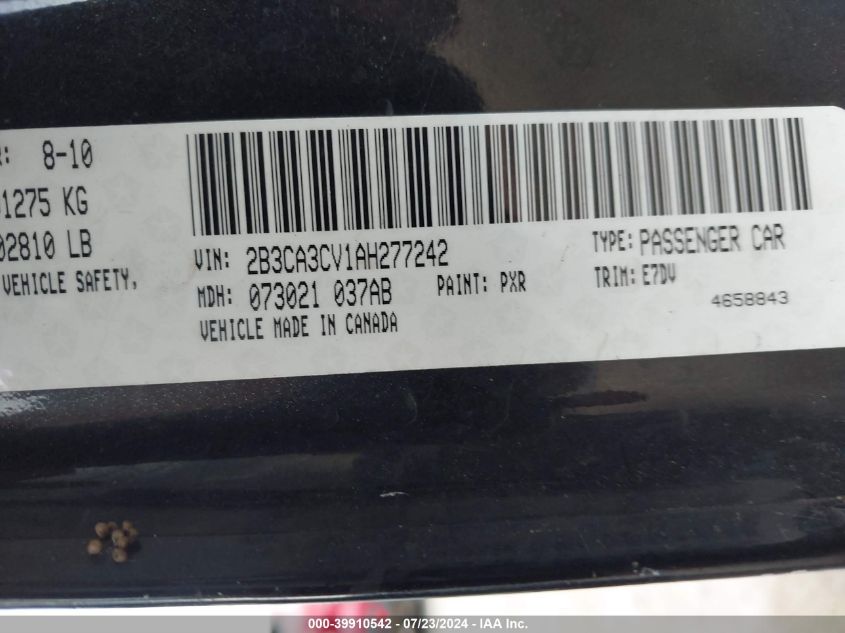 R: 8-10
1275 KG
02810 LB
VEHICLE SAFETY,
VIN: 2B3CA3CV1AH277242
TYPE: PASSENGER CAR
MDH: 073021 037AB
PAINT: PXR
TRIM: E7DV
4658843
VEHICLE MADE IN CANADA
000-39910542 - 07/23/2024 - IAA Inc.